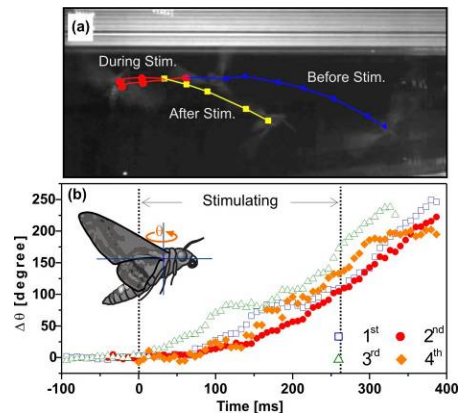 (a)
During Stim.
Before Stim.
After Stim.
(b)
Stimulating
θ
250
200
150
100
50
0
Δθ [degree]
1st 2nd
3rd 4th
-100 0 100 200 300 400
Time [ms]